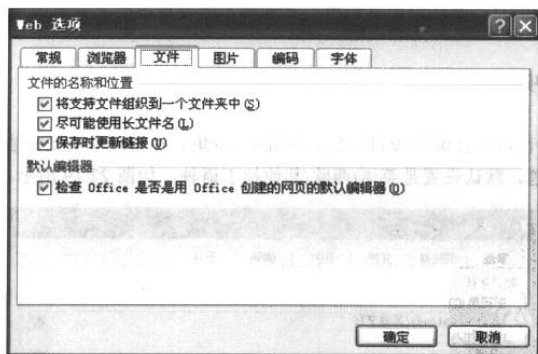 Web 选项
常规 浏览器 文件 图片 编码 字体
文件的名称和位置
将支持文件组织到一个文件夹中(S)
尽可能使用长文件名(L)
保存时更新链接(U)
默认编辑器
检查 Office 是否是用 Office 创建的网页的默认编辑器(O)
确定 取消